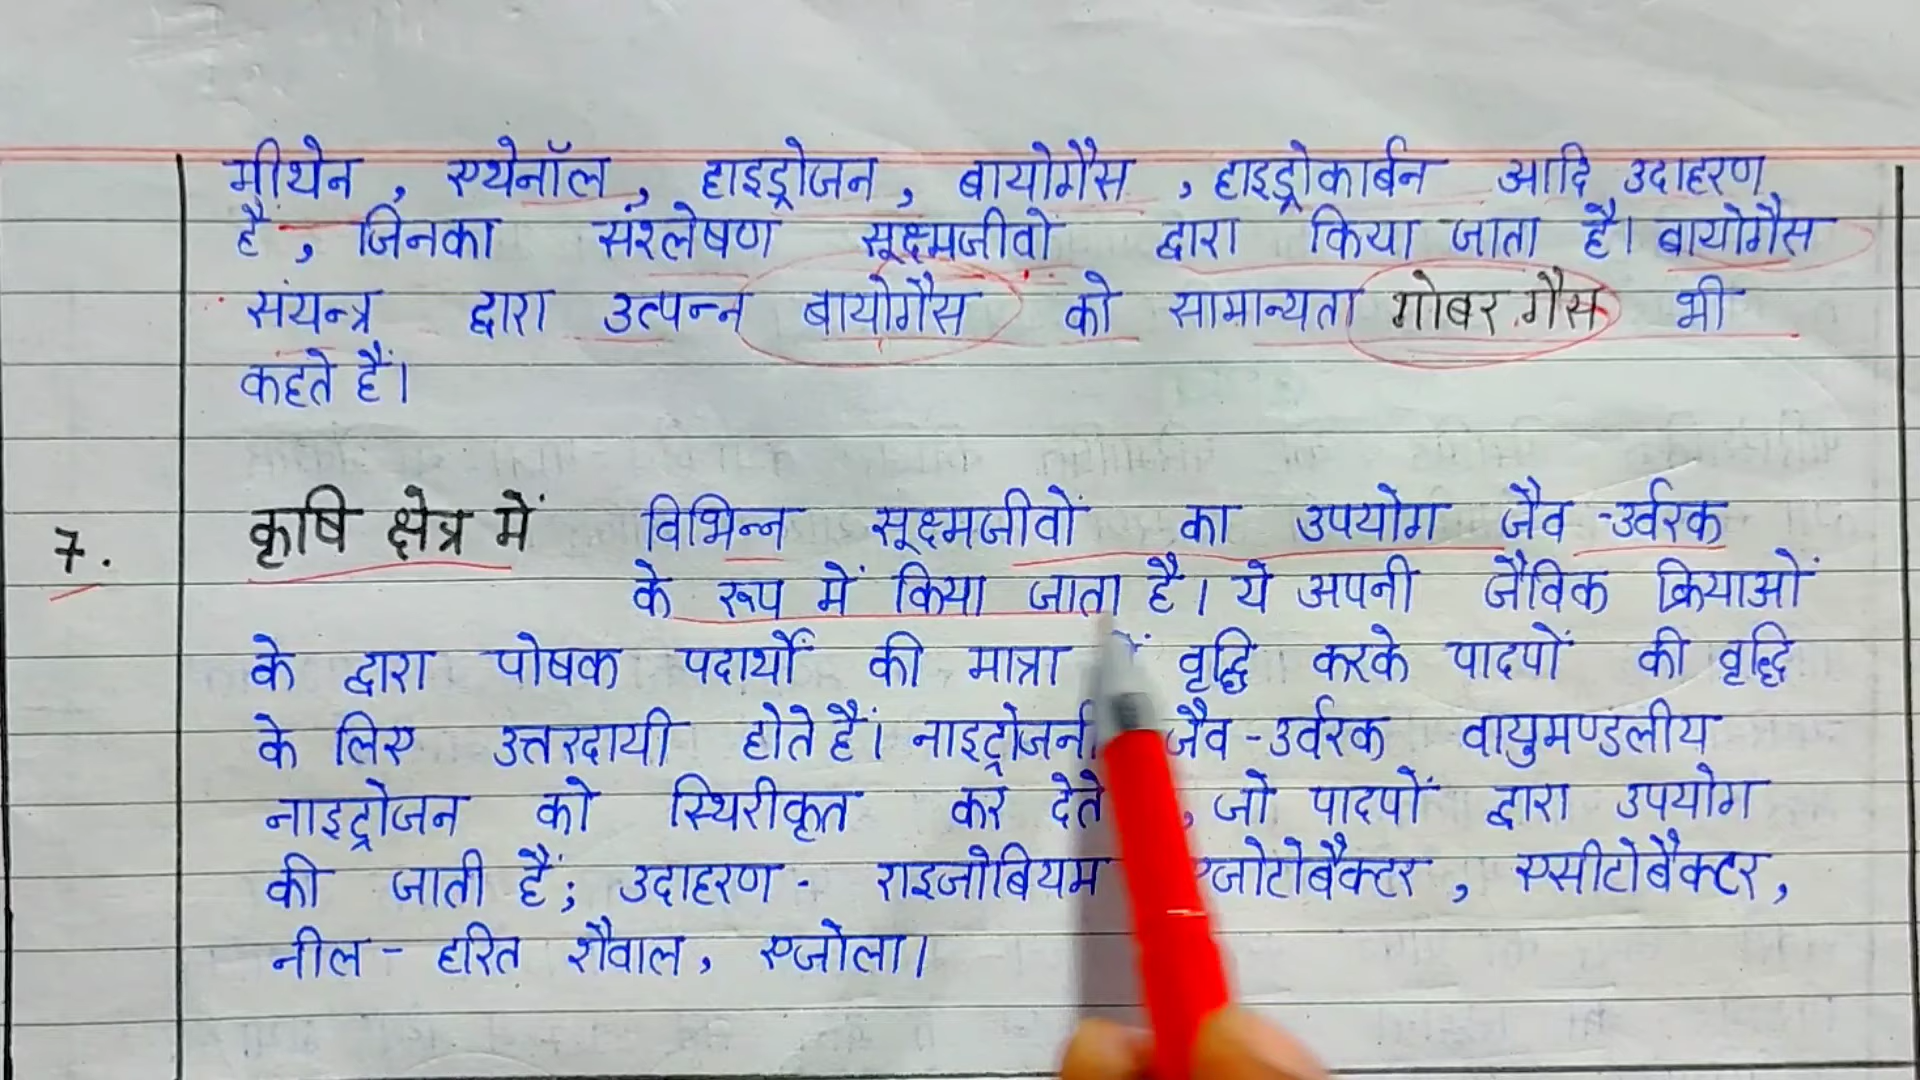 मीथेन, एथेनॉल, हाइड्रोजन, बायोगैस, हाइड्रोकार्बन आदि उदाहरण
हैं, जिनका संश्लेषण सूक्ष्मजीवों द्वारा किया जाता है। बायोगैस
संयन्त्र द्वारा उत्पन्न बायोगैस को सामान्यता गोबर गैस भी
कहते हैं।
7. कृषि क्षेत्र में विभिन्न सूक्ष्मजीवों का उपयोग जैव-उर्वरक
के रूप में किया जाता है। ये अपनी जैविक क्रियाओं
के द्वारा पोषक पदार्थों की मात्रा वृद्धि करके पादपों की वृद्धि
के लिए उत्तरदायी होते हैं। नाइट्रोजनी जैव-उर्वरक वायुमण्डलीय
नाइट्रोजन को स्थिरीकृत कर देते , जो पादपों द्वारा उपयोग
की जाती हैं; उदाहरण - राइजोबियम , एसीटोबैक्टर,
नील-हरित शैवाल, एजोला।